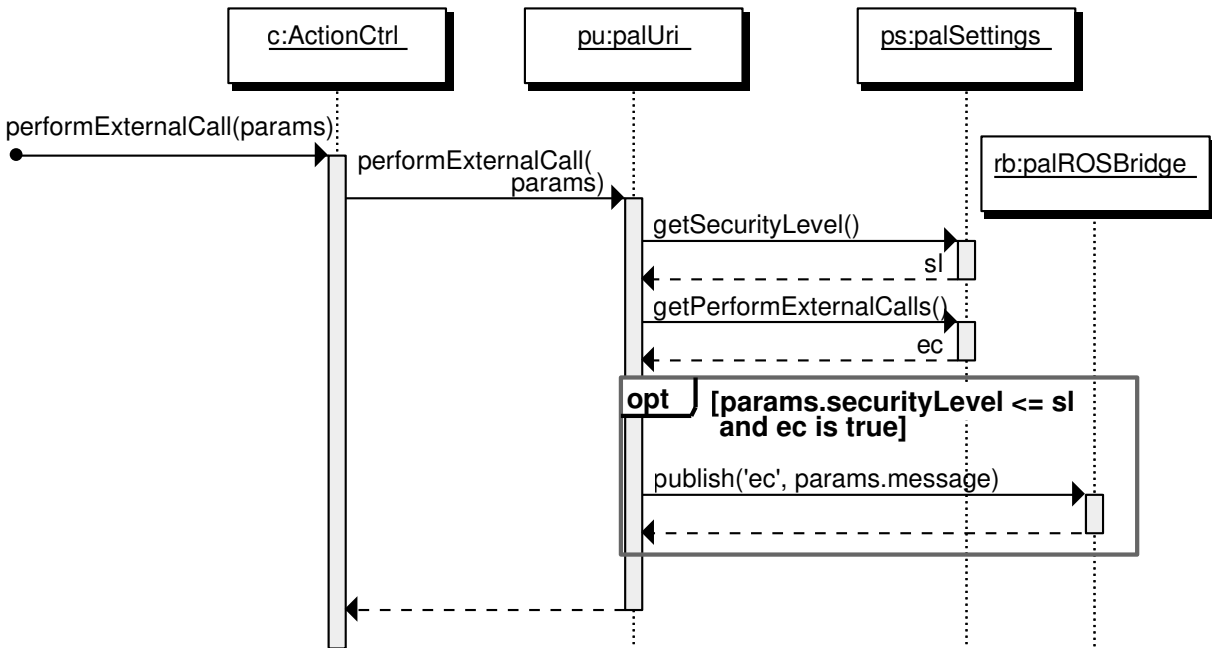 c:ActionCtrl
pu:palUri
ps:palSettings
performExternalCall(params)
rb:palROSBridge
performExternalCall(
params)
getSecurityLevel()
sl
getPerformExternalCalls()
ec
opt
[params.securityLevel <= sl
and ec is true]
publish('ec', params.message)